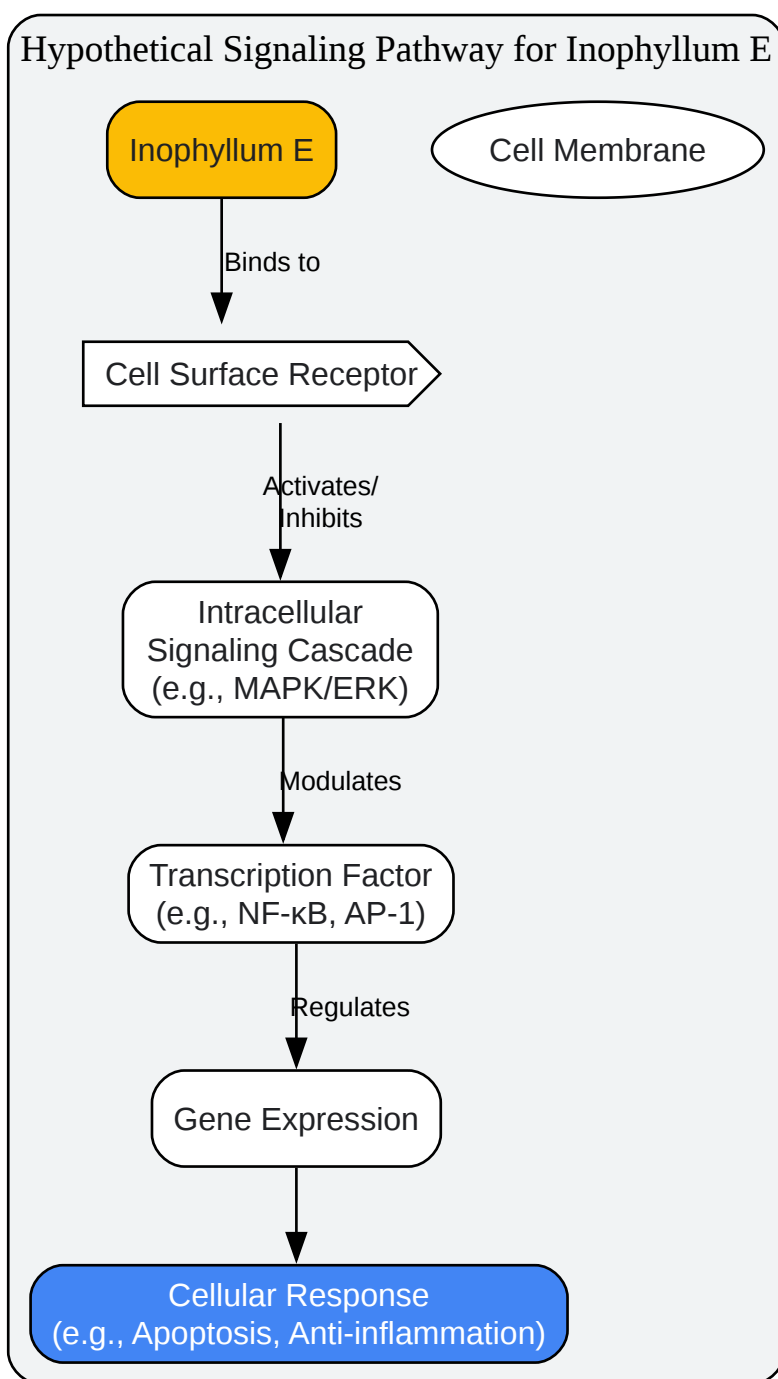 Hypothetical Signaling Pathway for Inophyllum E
Inophyllum E
Cell Membrane
Binds to
Cell Surface Receptor
Activates/
Inhibits
Intracellular
Signaling Cascade
(e.g., MAPK/ERK)
Modulates
Transcription Factor
(e.g., NF-κB, AP-1)
Regulates
Gene Expression
Cellular Response
(e.g., Apoptosis, Anti-inflammation)